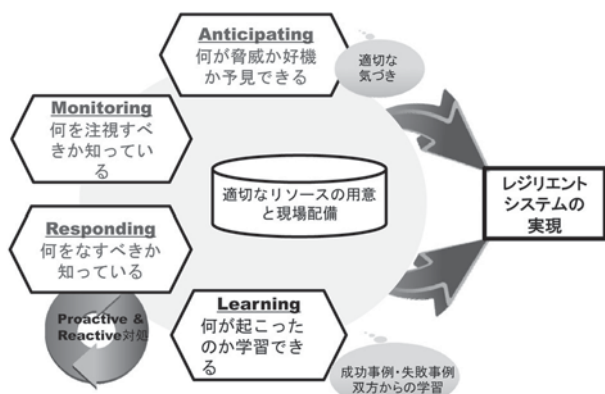 Anticipating
何が脅威か好機
か予見できる
適切な
気づき
Monitoring
何を注視すべ
きか知ってい
る
適切なリソースの用意
と現場配備
レジリエント
システムの
実現
Responding
何をなすべきか
知っている
Proactive &
Reactive対処
Learning
何が起こった
のか学習でき
る
成功事例・失敗事例
双方からの学習